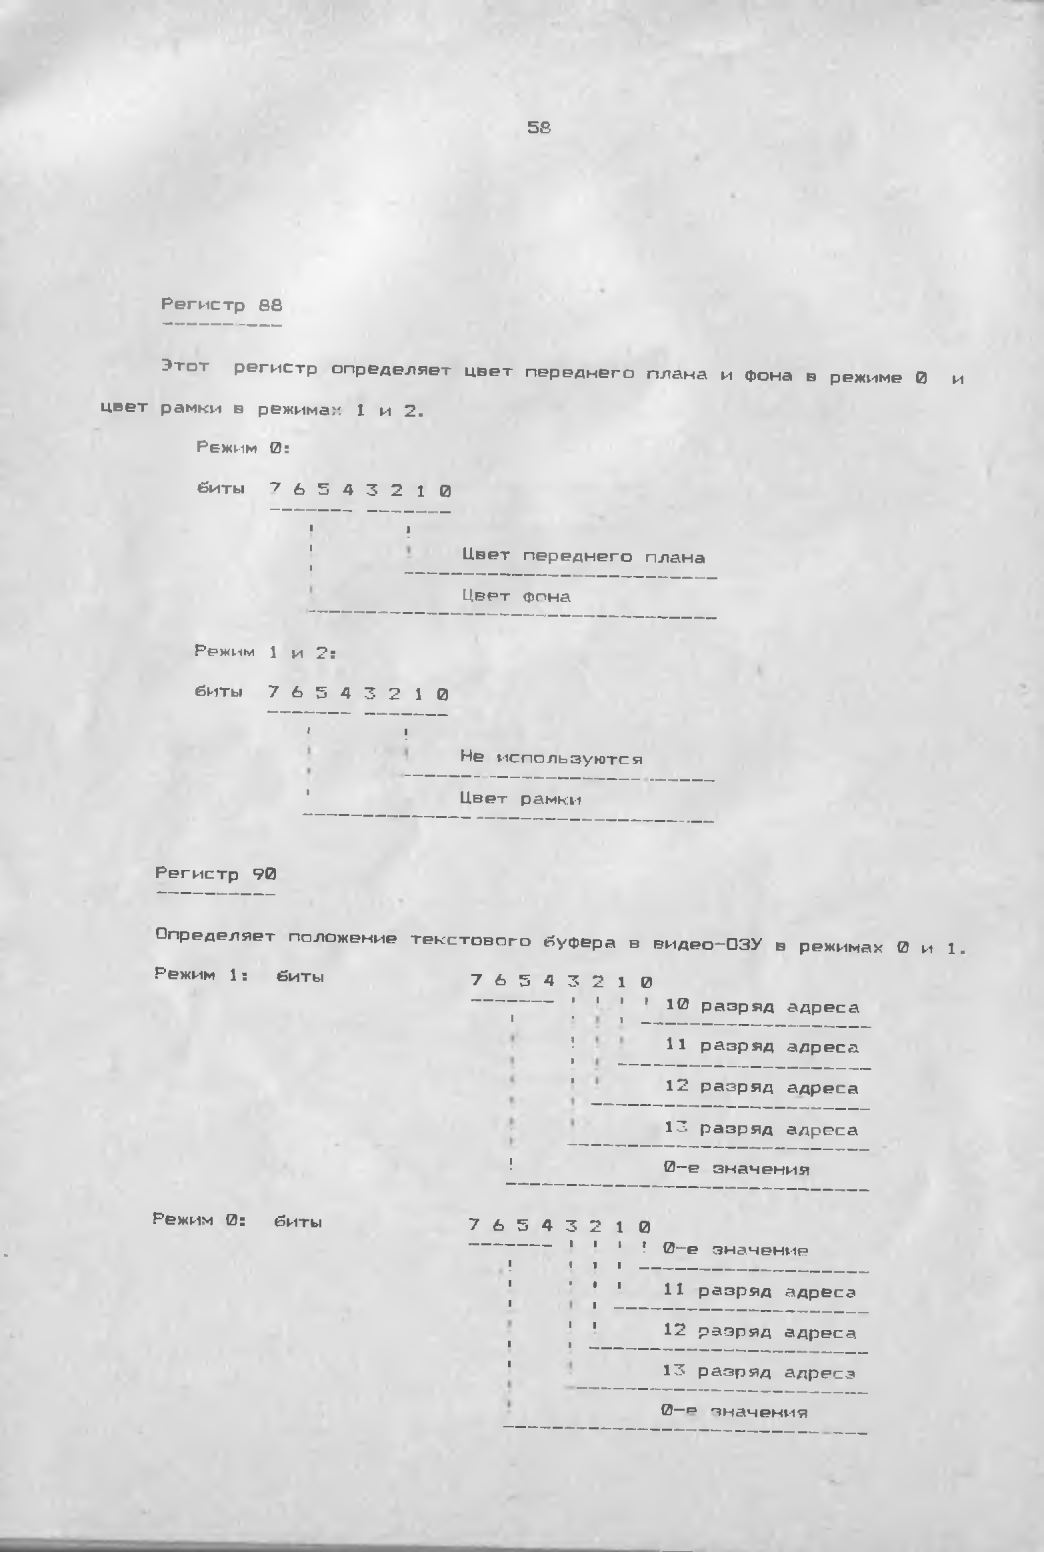 58
Регистр 88
Этот регистр определяет цвет переднего плана и фона в режиме 0 и
цвет рамки в режимах 1 и 2.
Режим 0:
биты 7 6 5 4 3 2 1 0
Цвет переднего плана
Цвет фона
Режим 1 и 2:
биты 7 6 5 4 3 2 1 0
Не используются
Цвет рамки
Регистр 90
Определяет положение текстового буфера в видео-ОЗУ в режимах 0 и 1.
Режим 1: биты 7 6 5 4 3 2 1 0
10 разряд адреса
11 разряд адреса
12 разряд адреса
13 разряд адреса
0-е значения
Режим 0: биты 7 6 5 4 3 2 1 0
0-е значение
11 разряд адреса
12 разряд адреса
13 разряд адреса
0-е значения